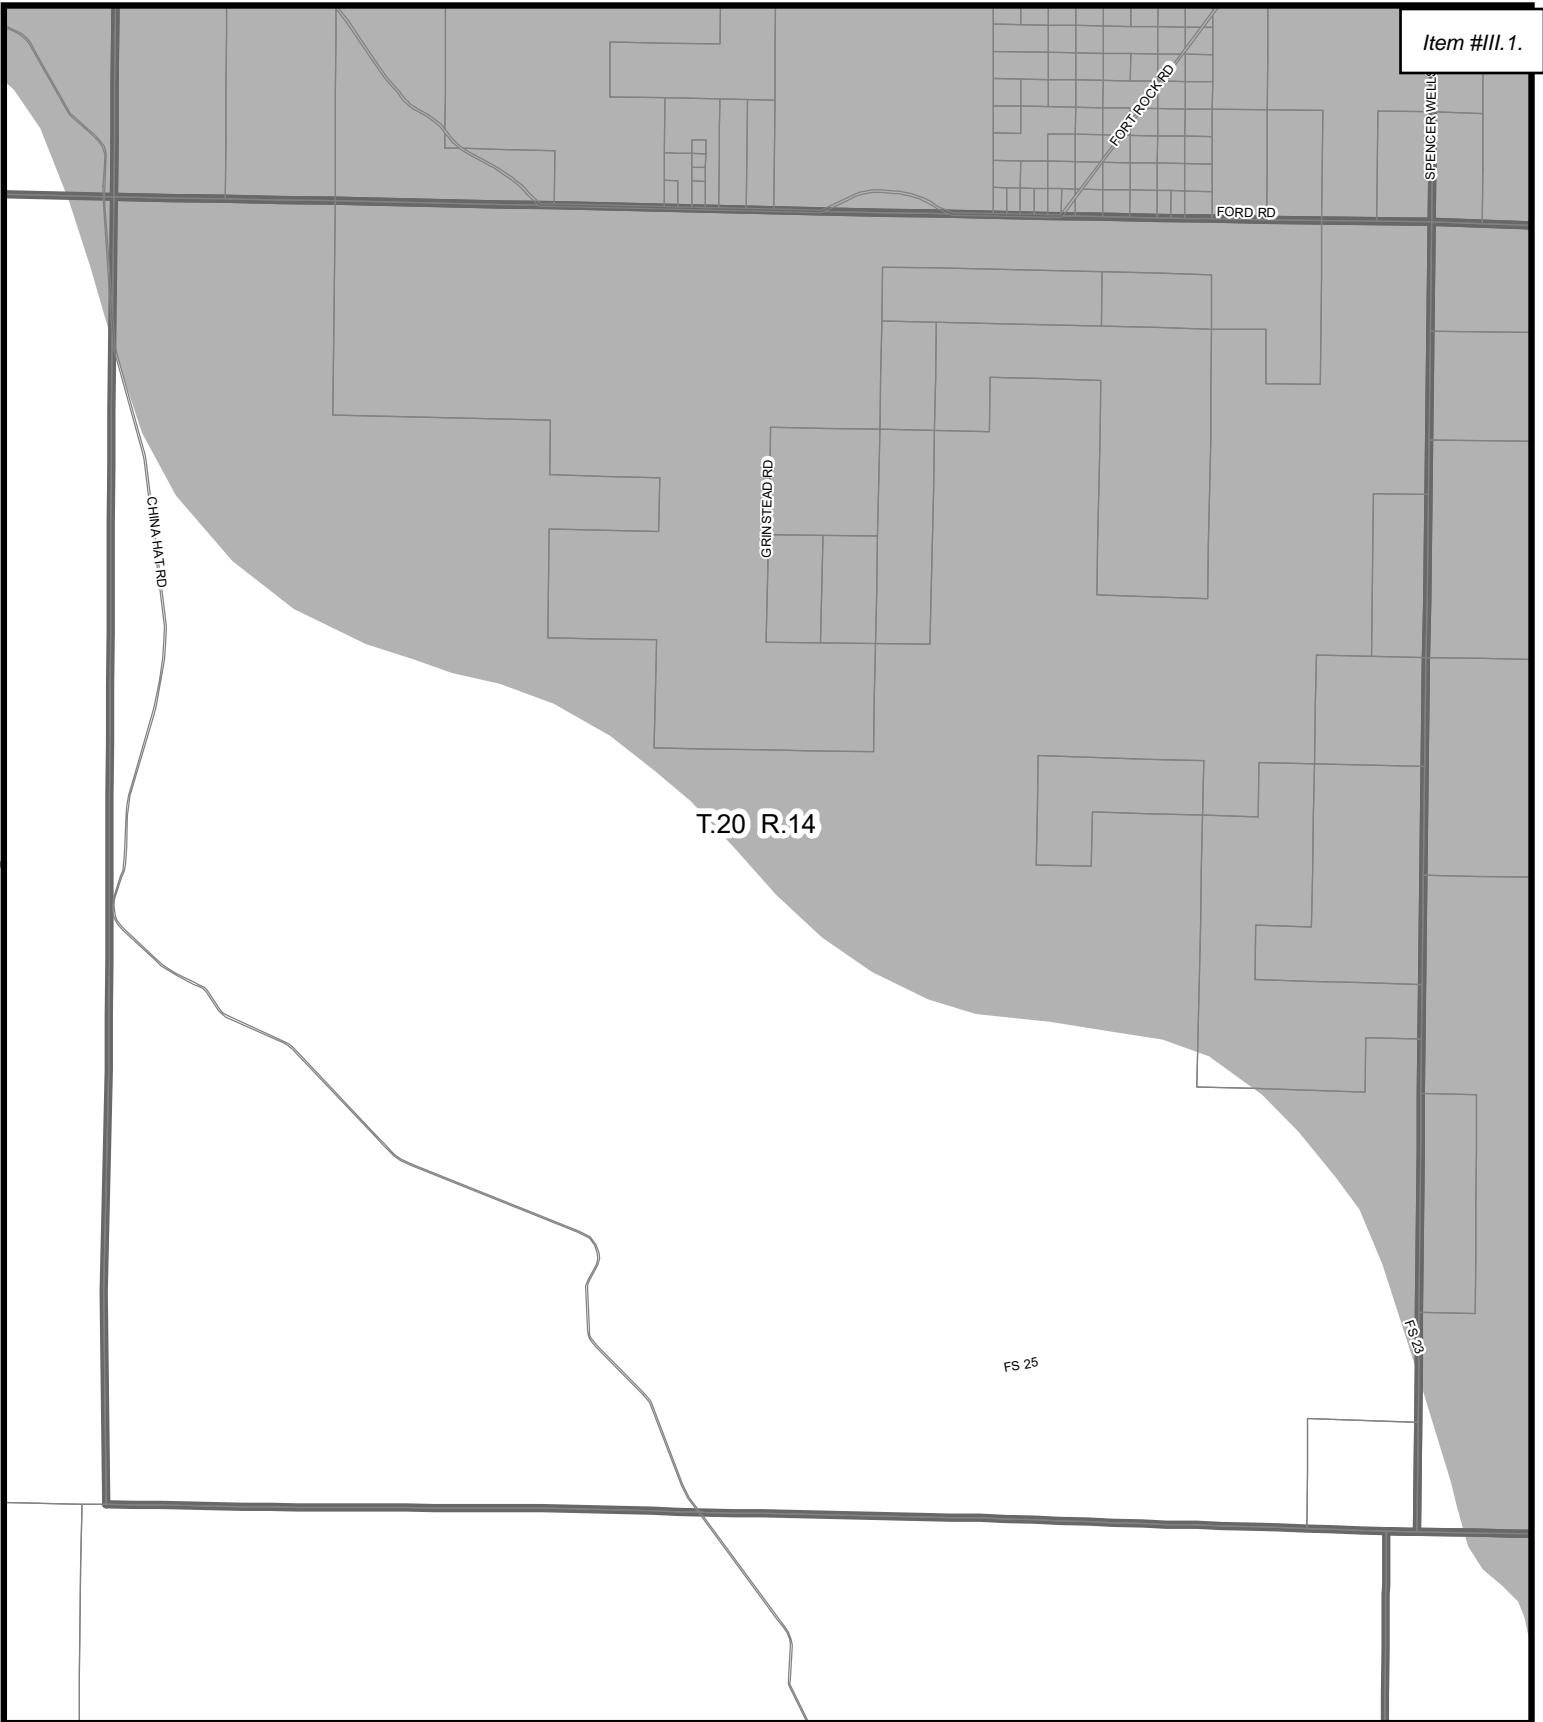 Item #III.1.
FORT ROCK RD
SPENCER WELLS
FORD RD
GRINSTEAD RD
CHINA HAT RD
T.20 R.14
FS 23
FS 25